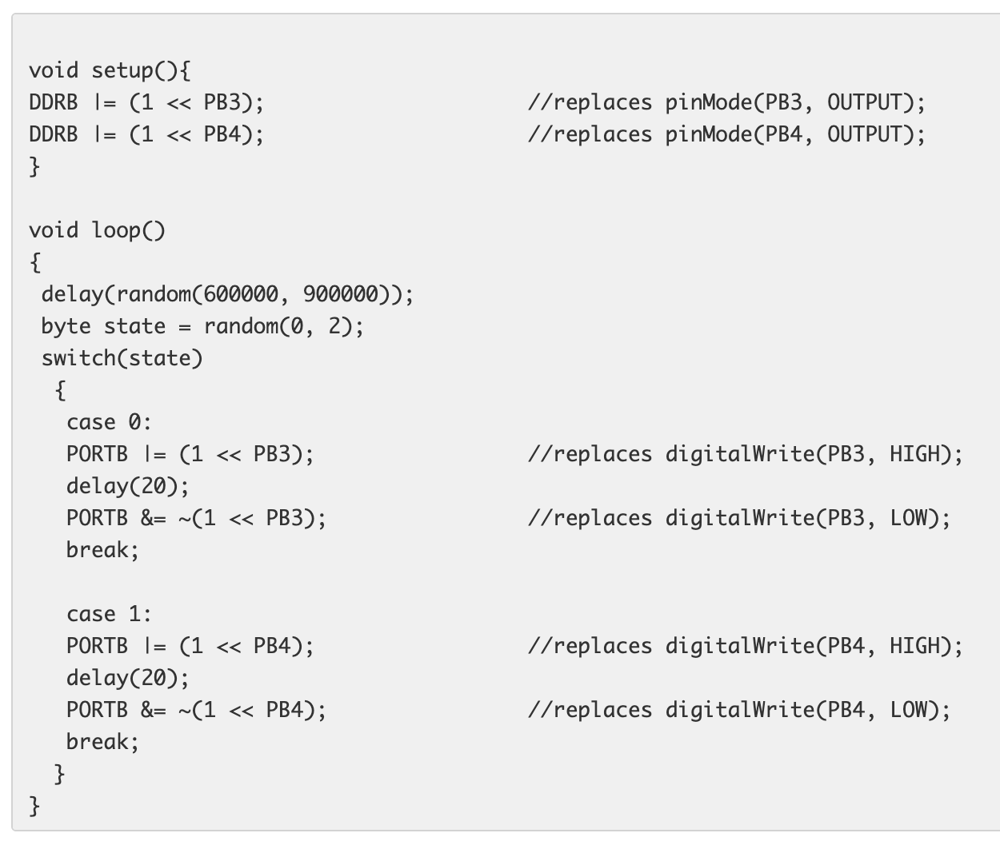 void setup(){
DDRB |= (1 << PB3);                     //replaces pinMode(PB3, OUTPUT);
DDRB |= (1 << PB4);                     //replaces pinMode(PB4, OUTPUT);
}

void loop()
{
 delay(random(600000, 900000));
 byte state = random(0, 2);
 switch(state)
  {
   case 0:
   PORTB |= (1 << PB3);                 //replaces digitalWrite(PB3, HIGH);
   delay(20);
   PORTB &= ~(1 << PB3);                //replaces digitalWrite(PB3, LOW);
   break;

   case 1:
   PORTB |= (1 << PB4);                 //replaces digitalWrite(PB4, HIGH);
   delay(20);
   PORTB &= ~(1 << PB4);                //replaces digitalWrite(PB4, LOW);
   break;
  }
}